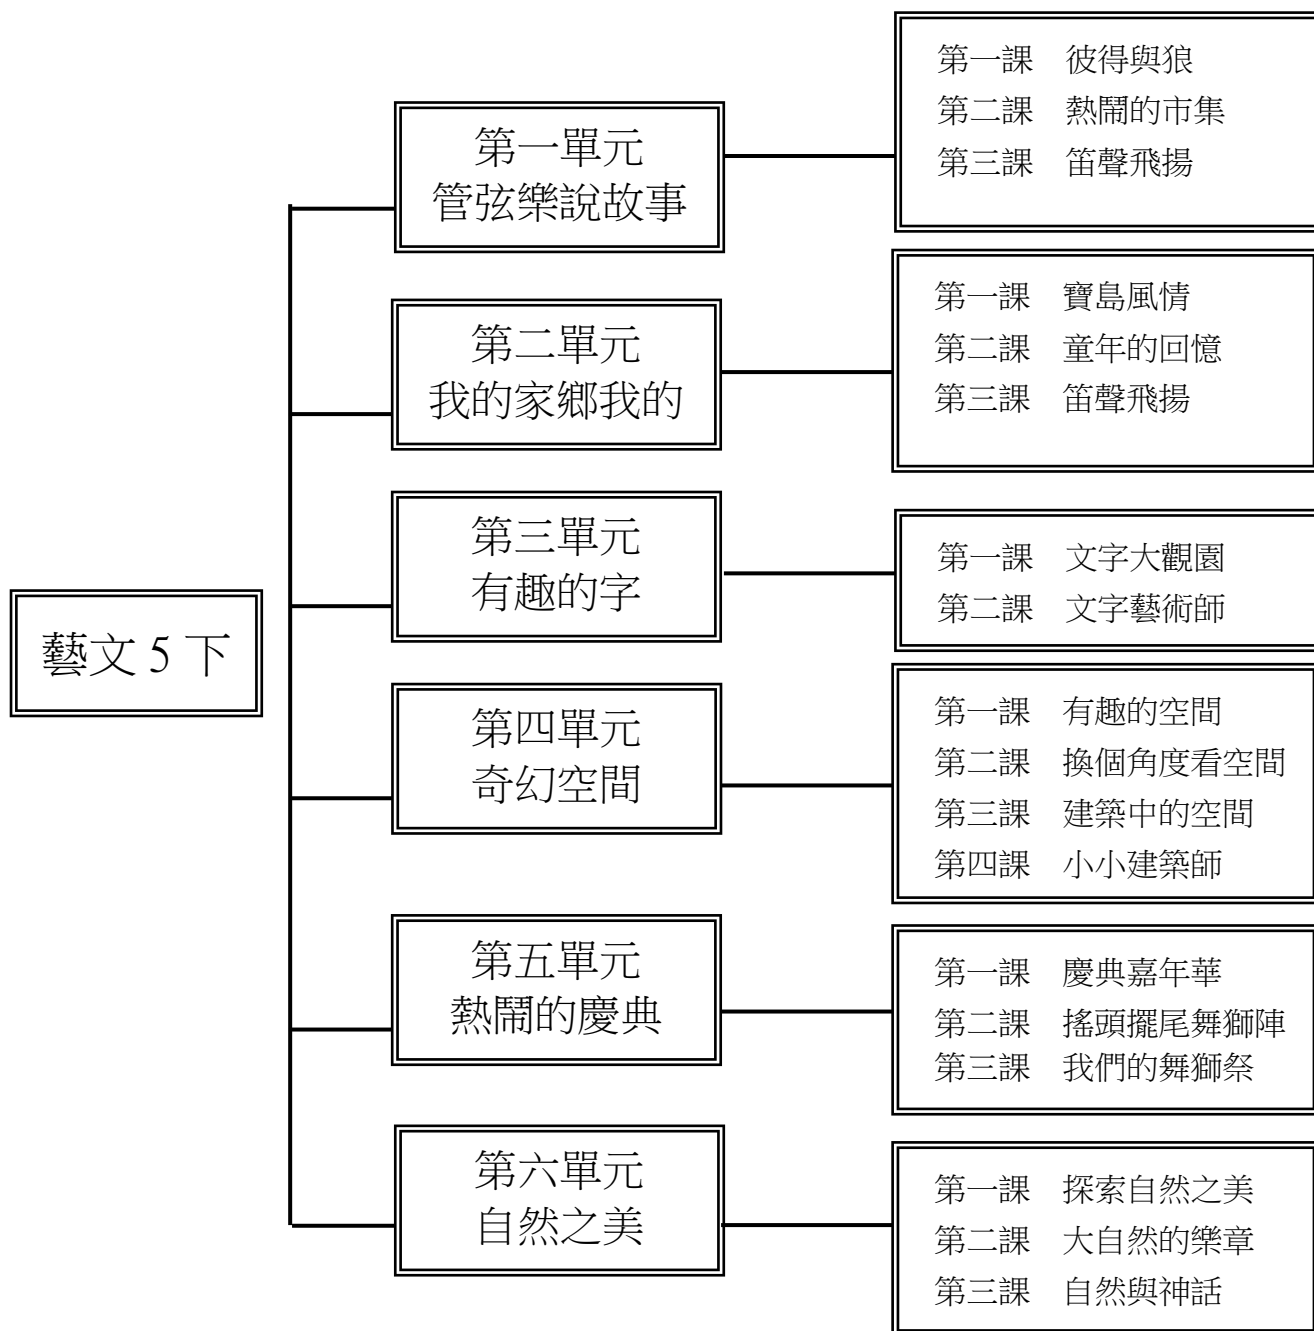 藝文 5 下
第一單元
管弦樂說故事
第一課　彼得與狼
第二課　熱鬧的市集
第三課　笛聲飛揚
第二單元
我的家鄉我的
第一課　寶島風情
第二課　童年的回憶
第三課　笛聲飛揚
第三單元
有趣的字
第一課　文字大觀園
第二課　文字藝術師
第四單元
奇幻空間
第一課　有趣的空間
第二課　換個角度看空間
第三課　建築中的空間
第四課　小小建築師
第五單元
熱鬧的慶典
第一課　慶典嘉年華
第二課　搖頭擺尾舞獅陣
第三課　我們的舞獅祭
第六單元
自然之美
第一課　探索自然之美
第二課　大自然的樂章
第三課　自然與神話